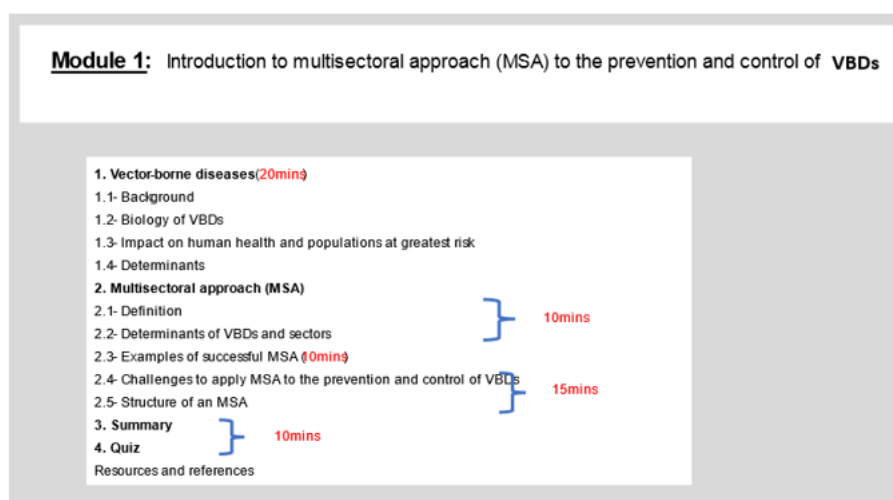 Module 1: Introduction to multisectoral approach (MSA) to the prevention and control of VBDs
1. Vector-borne diseases(20mins)
1.1- Background
1.2- Biology of VBDs
1.3- Impact on human health and populations at greatest risk
1.4- Determinants
2. Multisectoral approach (MSA)
2.1- Definition
10mins
2.2- Determinants of VBDs and sectors
2.3- Examples of successful MSA (10mins)
2.4- Challenges to apply MSA to the prevention and control of VBDs
15mins
2.5- Structure of an MSA
3. Summary
10mins
4. Quiz
Resources and references